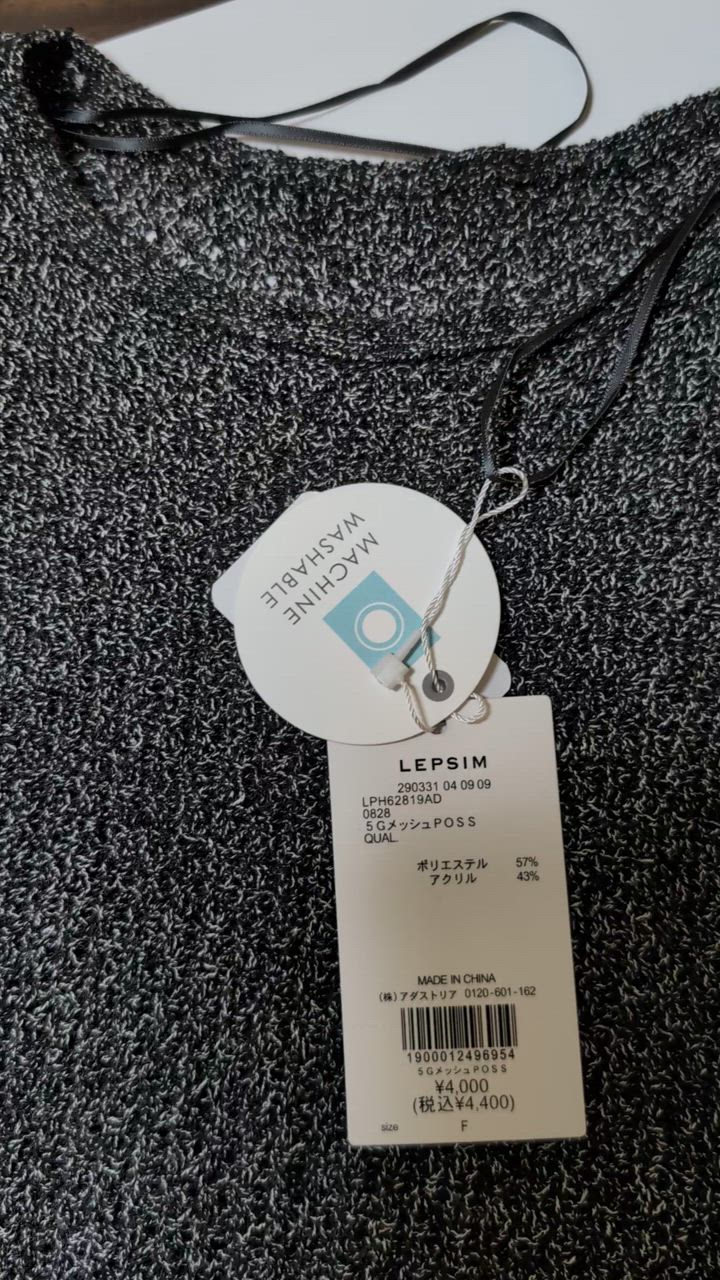 MACHINE
WASHABLE
LEPSIM
290331 04 09 09
LPH62819AD
0828
5GメッシュPOSS
QUAL.
ポリエステル 57%
アクリル 43%
MADE IN CHINA
(株)アダストリア 0120-601-162
1900012496954
5GメッシュPOSS
¥4,000
(税込¥4,400)
size F